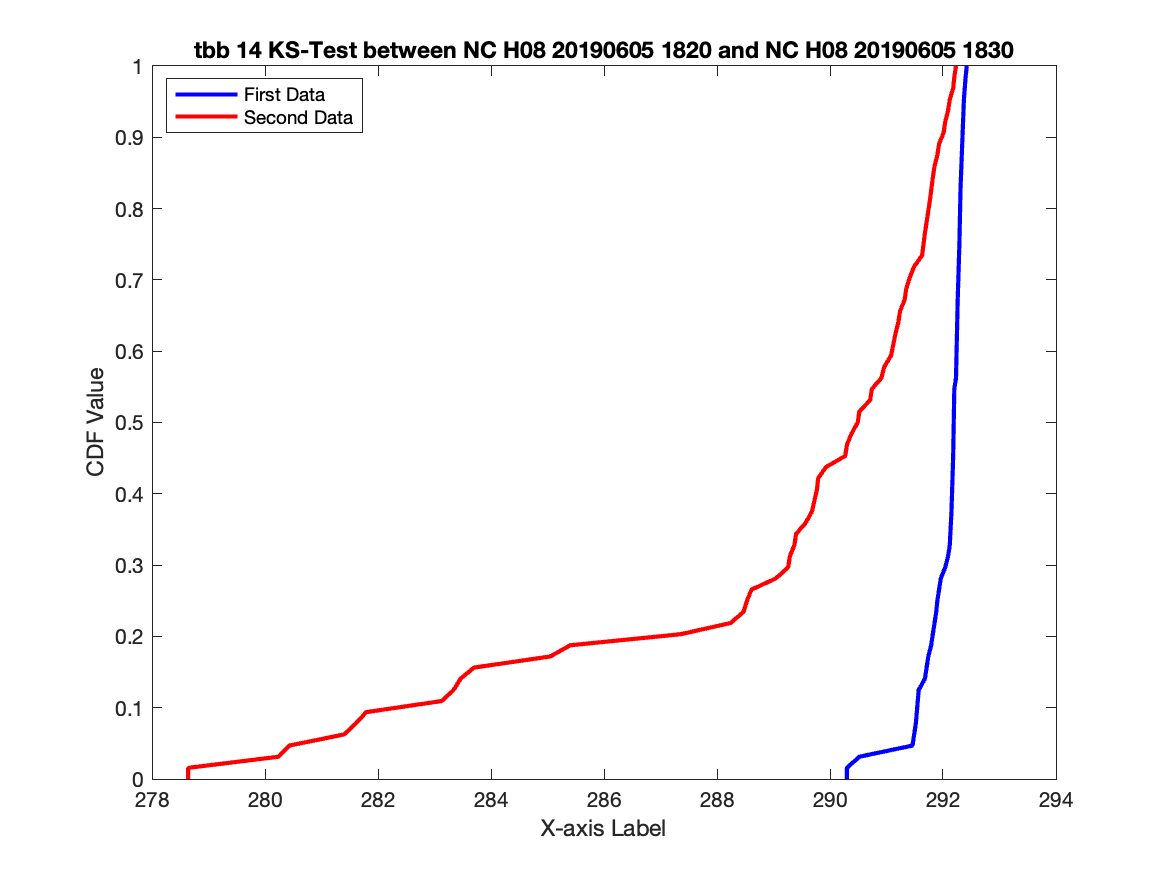 tbb 14 KS-Test between NC H08 20190605 1820 and NC H08 20190605 1830
First Data
Second Data
1
0.9
0.8
0.7
0.6
0.5
0.4
0.3
0.2
0.1
0
CDF Value
278 280 282 284 286 288 290 292 294
X-axis Label